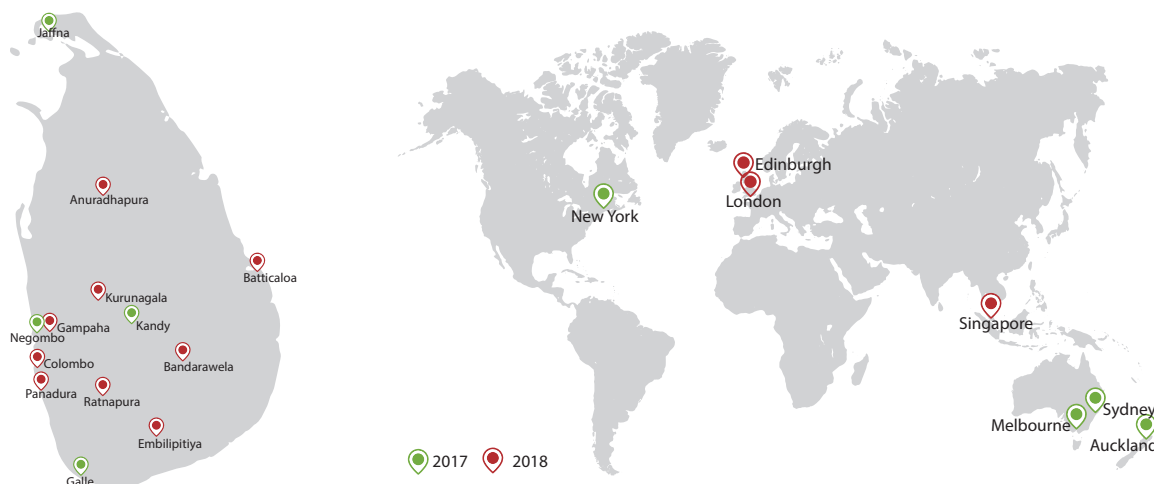 Jaffna
Anuradhapura
Batticaloa
Kurunagala
Kandy
Gampaha
Negombo
Colombo
Bandarawela
Panadura
Ratnapura
Embilipitiya
Galle
Edinburgh
London
New York
Singapore
Sydney
Melbourne
Auckland
2017
2018